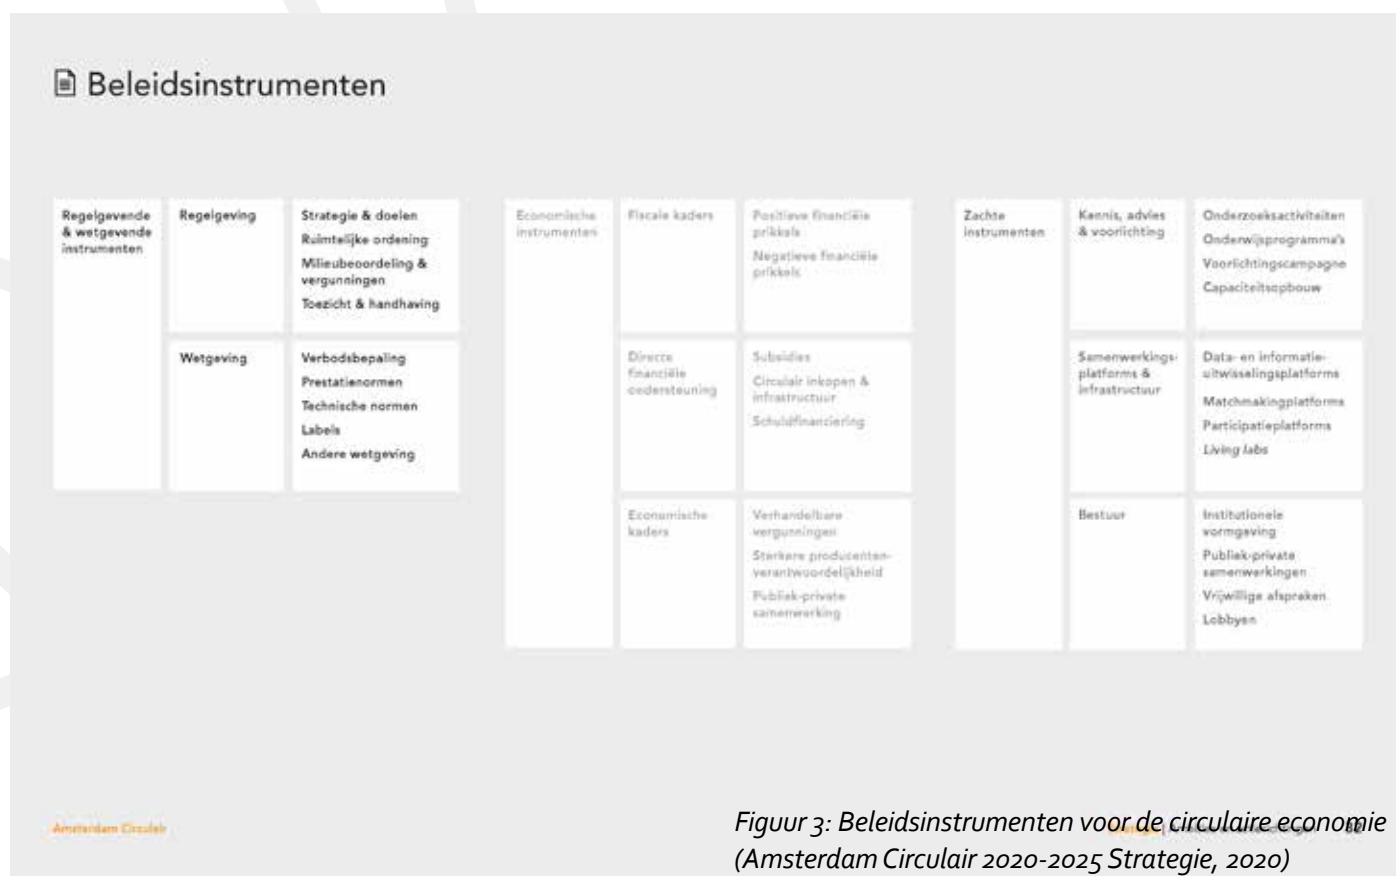 Beleidsinstrumenten
Regelgevende
& wetgevende
instrumenten
Regelgeving
Strategie & doelen
Ruimtelijke ordening
Milieubeoordeling &
vergunningen
Toezicht & handhaving
Wetgeving
Verbodsbepaling
Prestatienormen
Technische normen
Labels
Andere wetgeving
Economische
instrumenten
Fiscale kaders
Positieve financiële
prikkels
Negatieve financiële
prikkels
Directe
financiële
ondersteuning
Subsidies
Circulair inkopen &
infrastructuur
Schuldfinanciering
Economische
kaders
Verhandelbare
vergunningen
Sterkere producenten-
verantwoordelijkheid
Publiek-private
samenwerking
Zachte
instrumenten
Kennis, advies
& voorlichting
Onderzoeksactiviteiten
Onderwijsprogramma's
Voorlichtingscampagne
Capaciteitsopbouw
Samenwerkings-
platforms &
infrastructuur
Data- en informatie-
uitwisselingsplatforms
Matchmakingplatforms
Participatieplatforms
Living labs
Bestuur
Institutionele
vormgeving
Publiek-private
samenwerkingen
Vrijwillige afspraken
Lobbyen
Amsterdam Circulair
Figuur 3: Beleidsinstrumenten voor de circulaire economie
(Amsterdam Circulair 2020-2025 Strategie, 2020)